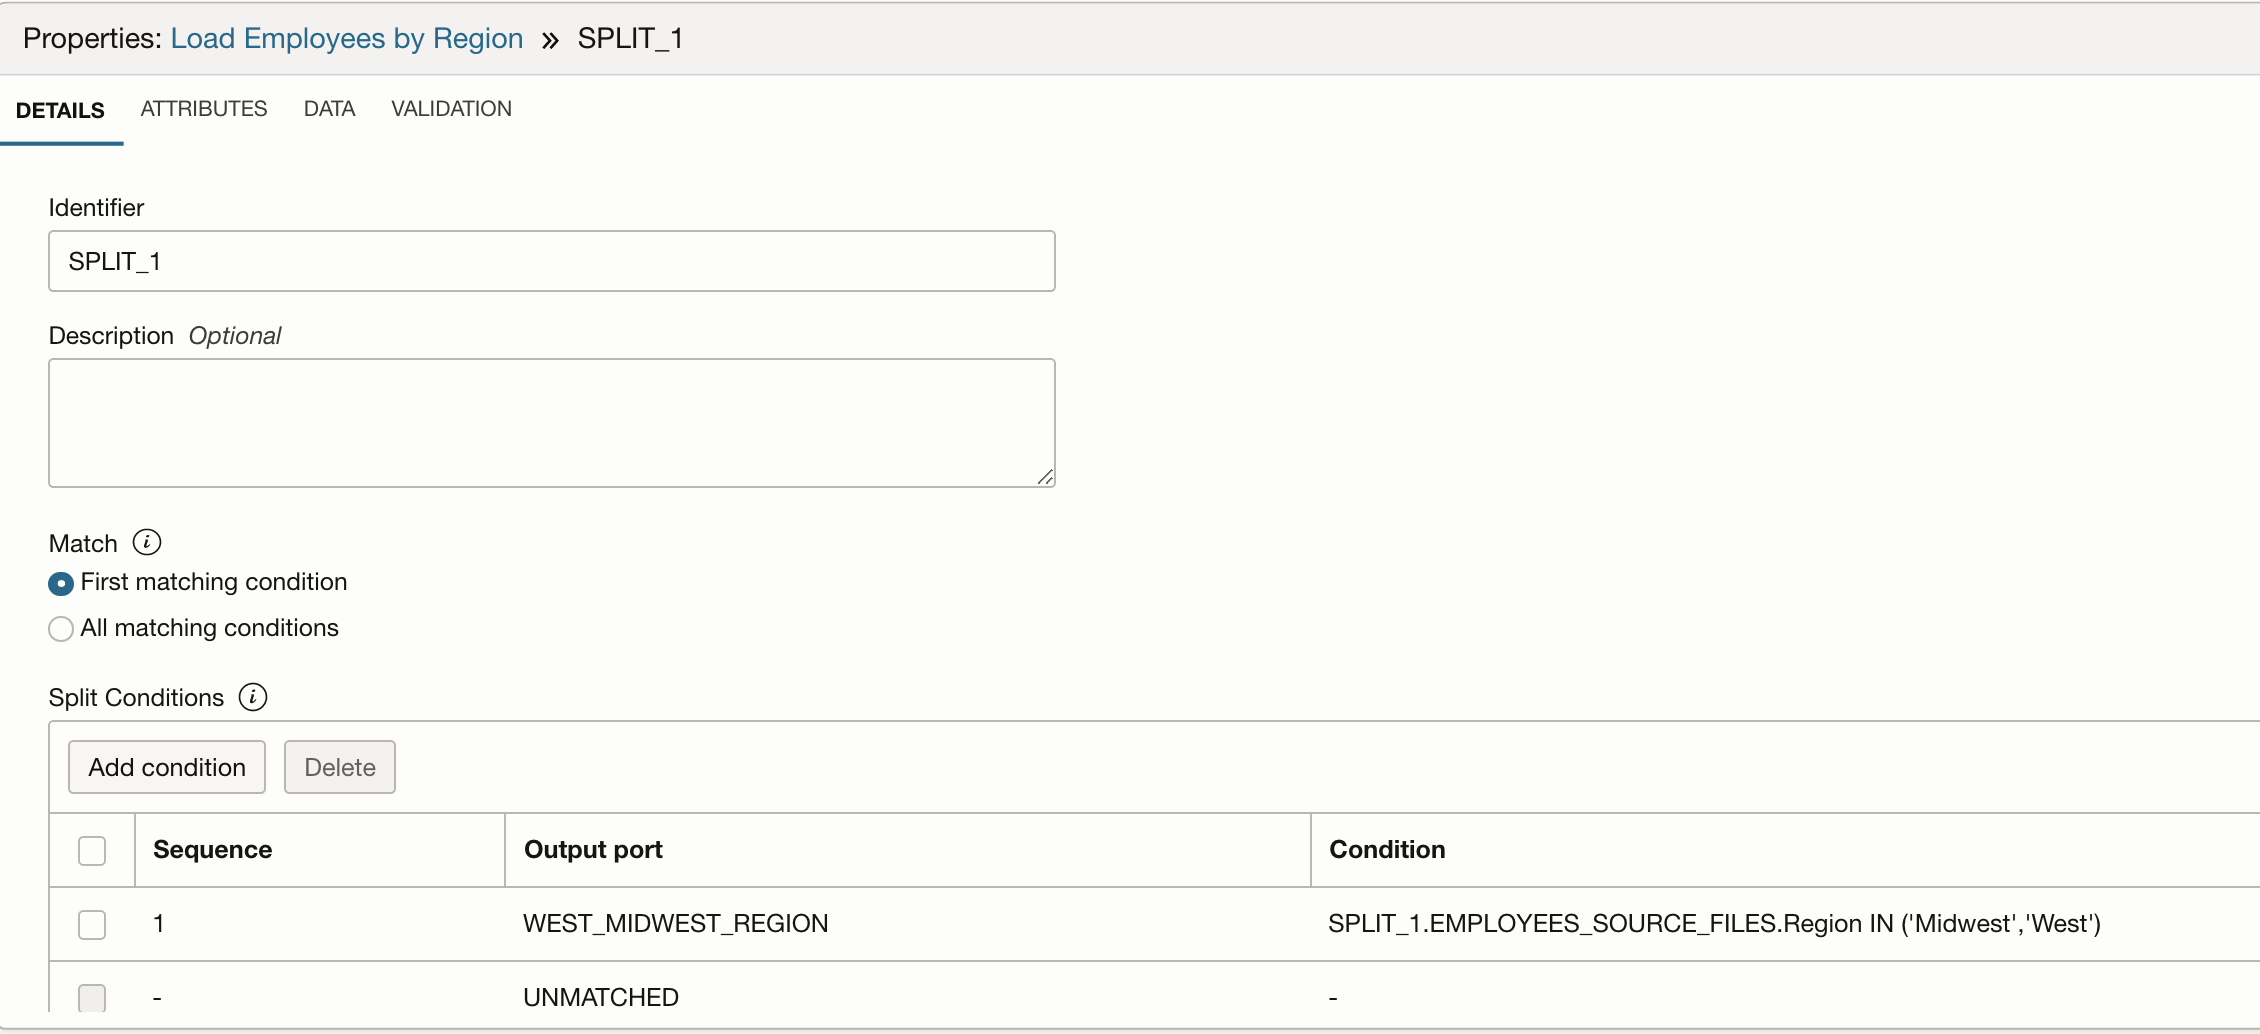 Properties: Load Employees by Region » SPLIT_1
DETAILS ATTRIBUTES DATA VALIDATION
Identifier
SPLIT_1
Description Optional
Match i
First matching condition
All matching conditions
Split Conditions i
Add condition Delete
Sequence Output port Condition
1 WEST_MIDWEST_REGION SPLIT_1.EMPLOYEES_SOURCE_FILES.Region IN ('Midwest','West')
- UNMATCHED -